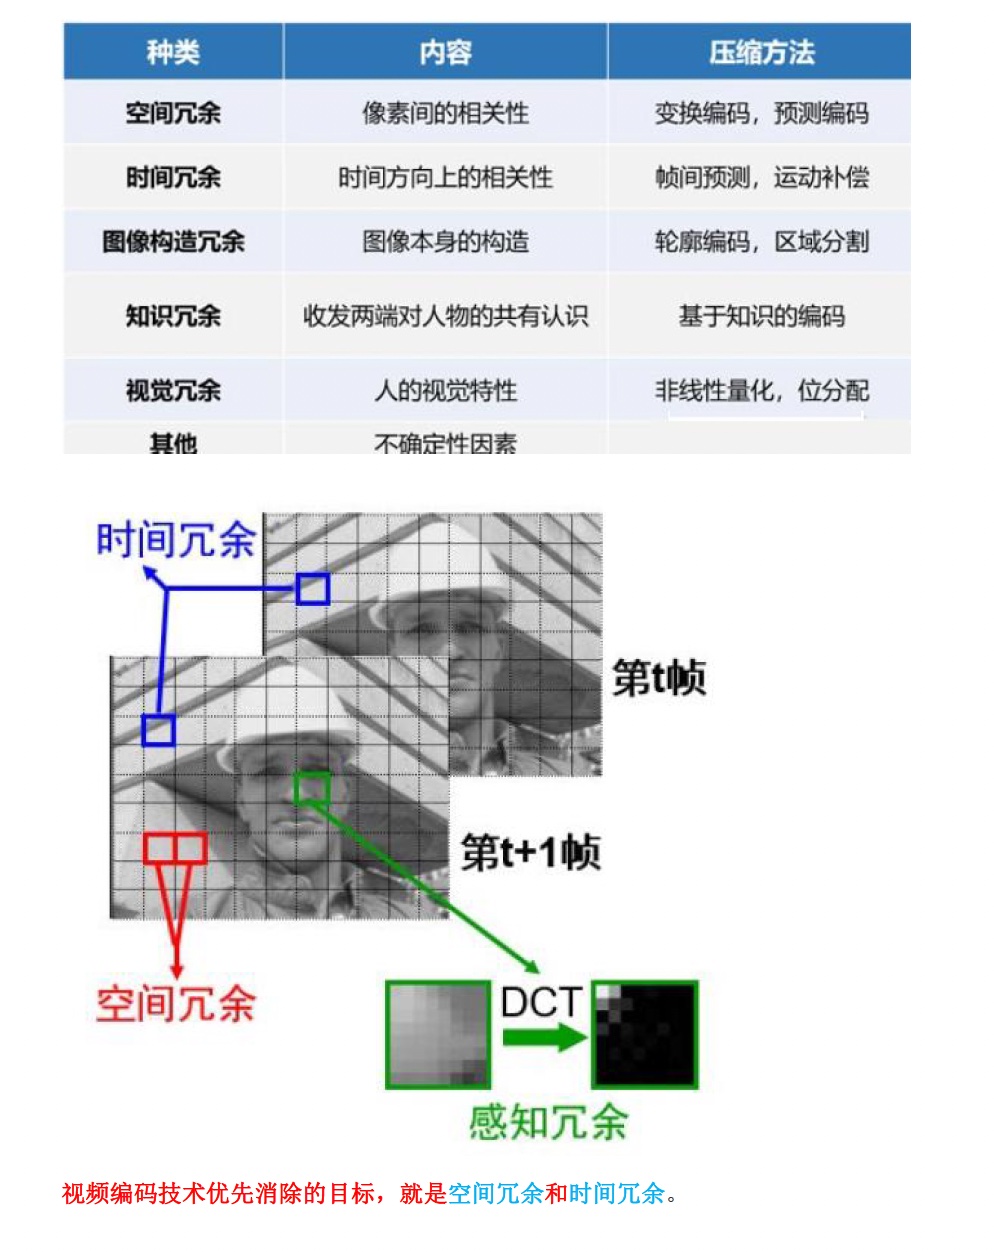 种类 内容 压缩方法
空间冗余 像素间的相关性 变换编码，预测编码
时间冗余 时间方向上的相关性 帧间预测，运动补偿
图像构造冗余 图像本身的构造 轮廓编码，区域分割
知识冗余 收发两端对人物的共有认识 基于知识的编码
视觉冗余 人的视觉特性 非线性量化，位分配
其他 不确定性因素
时间冗余
第t帧
第t+1帧
空间冗余
DCT
感知冗余
视频编码技术优先消除的目标，就是空间冗余和时间冗余。